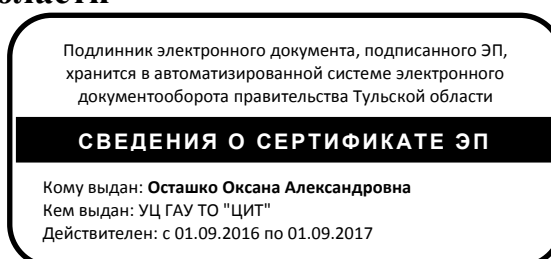 Подлинник электронного документа, подписанного ЭП,
хранится в автоматизированной системе электронного
документооборота правительства Тульской области
СВЕДЕНИЯ О СЕРТИФИКАТЕ ЭП
Кому выдан: Осташко Оксана Александровна
Кем выдан: УЦ ГАУ ТО "ЦИТ"
Действителен: с 01.09.2016 по 01.09.2017